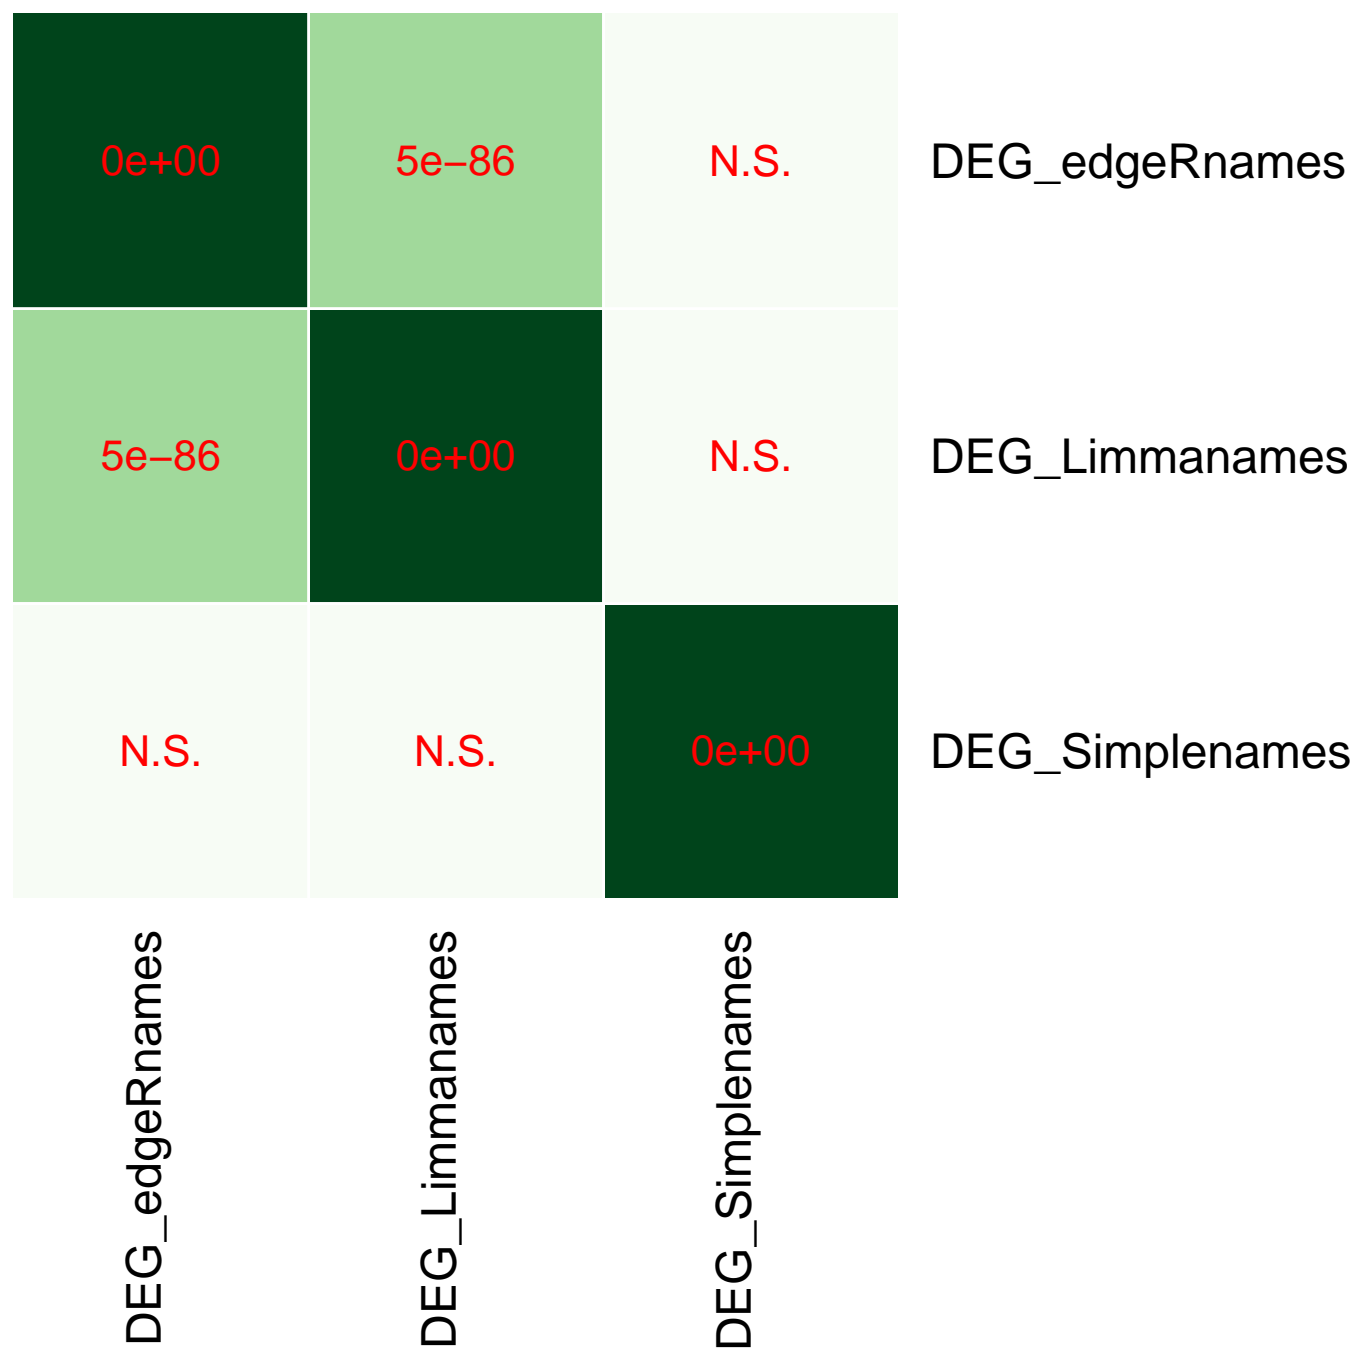 0e+00 5e−86 N.S. DEG_edgeRnames
5e−86 0e+00 N.S. DEG_Limmanames
N.S. N.S. 0e+00 DEG_Simplenames
DEG_edgeRnames
DEG_Limmanames
DEG_Simplenames